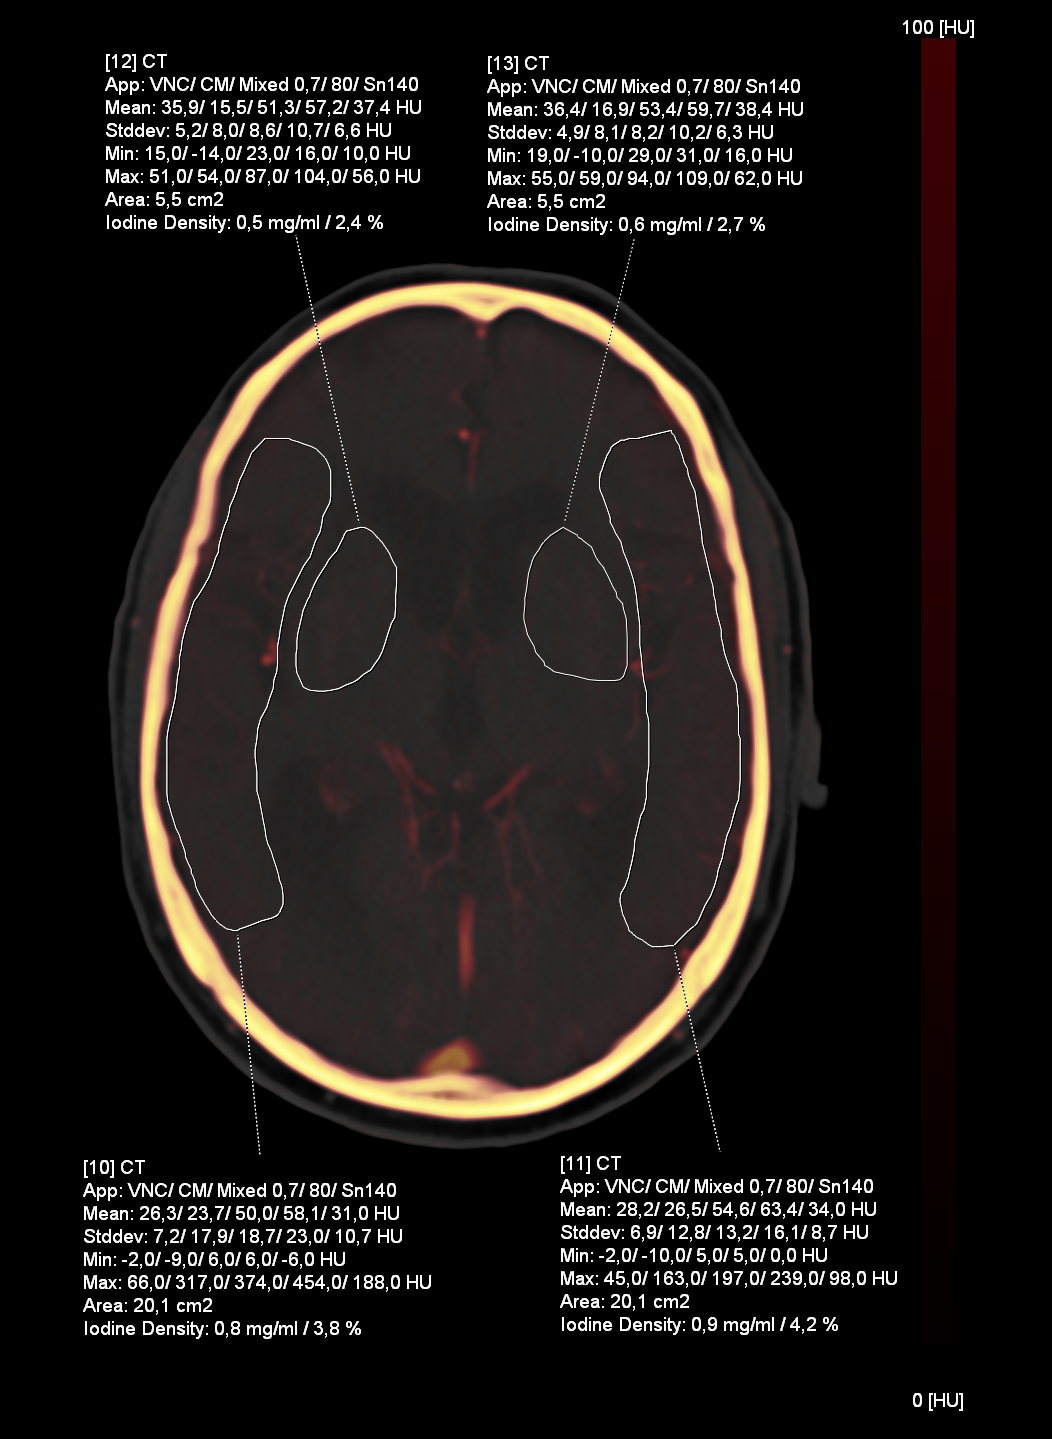 100 [HU]
[12] CT
App: VNC/ CM/ Mixed 0,7/ 80/ Sn140
Mean: 35,9/ 15,5/ 51,3/ 57,2/ 37,4 HU
Stddev: 5,2/ 8,0/ 8,6/ 10,7/ 6,6 HU
Min: 15,0/ -14,0/ 23,0/ 16,0/ 10,0 HU
Max: 51,0/ 54,0/ 87,0/ 104,0/ 56,0 HU
Area: 5,5 cm2
Iodine Density: 0,5 mg/ml / 2,4 %
[13] CT
App: VNC/ CM/ Mixed 0,7/ 80/ Sn140
Mean: 36,4/ 16,9/ 53,4/ 59,7/ 38,4 HU
Stddev: 4,9/ 8,1/ 8,2/ 10,2/ 6,3 HU
Min: 19,0/ -10,0/ 29,0/ 31,0/ 16,0 HU
Max: 55,0/ 59,0/ 94,0/ 109,0/ 62,0 HU
Area: 5,5 cm2
Iodine Density: 0,6 mg/ml / 2,7 %
[10] CT
App: VNC/ CM/ Mixed 0,7/ 80/ Sn140
Mean: 26,3/ 23,7/ 50,0/ 58,1/ 31,0 HU
Stddev: 7,2/ 17,9/ 18,7/ 23,0/ 10,7 HU
Min: -2,0/ -9,0/ 6,0/ 6,0/ -6,0 HU
Max: 66,0/ 317,0/ 374,0/ 454,0/ 188,0 HU
Area: 20,1 cm2
Iodine Density: 0,8 mg/ml / 3,8 %
[11] CT
App: VNC/ CM/ Mixed 0,7/ 80/ Sn140
Mean: 28,2/ 26,5/ 54,6/ 63,4/ 34,0 HU
Stddev: 6,9/ 12,8/ 13,2/ 16,1/ 8,7 HU
Min: -2,0/ -10,0/ 5,0/ 5,0/ 0,0 HU
Max: 45,0/ 163,0/ 197,0/ 239,0/ 98,0 HU
Area: 20,1 cm2
Iodine Density: 0,9 mg/ml / 4,2 %
0 [HU]